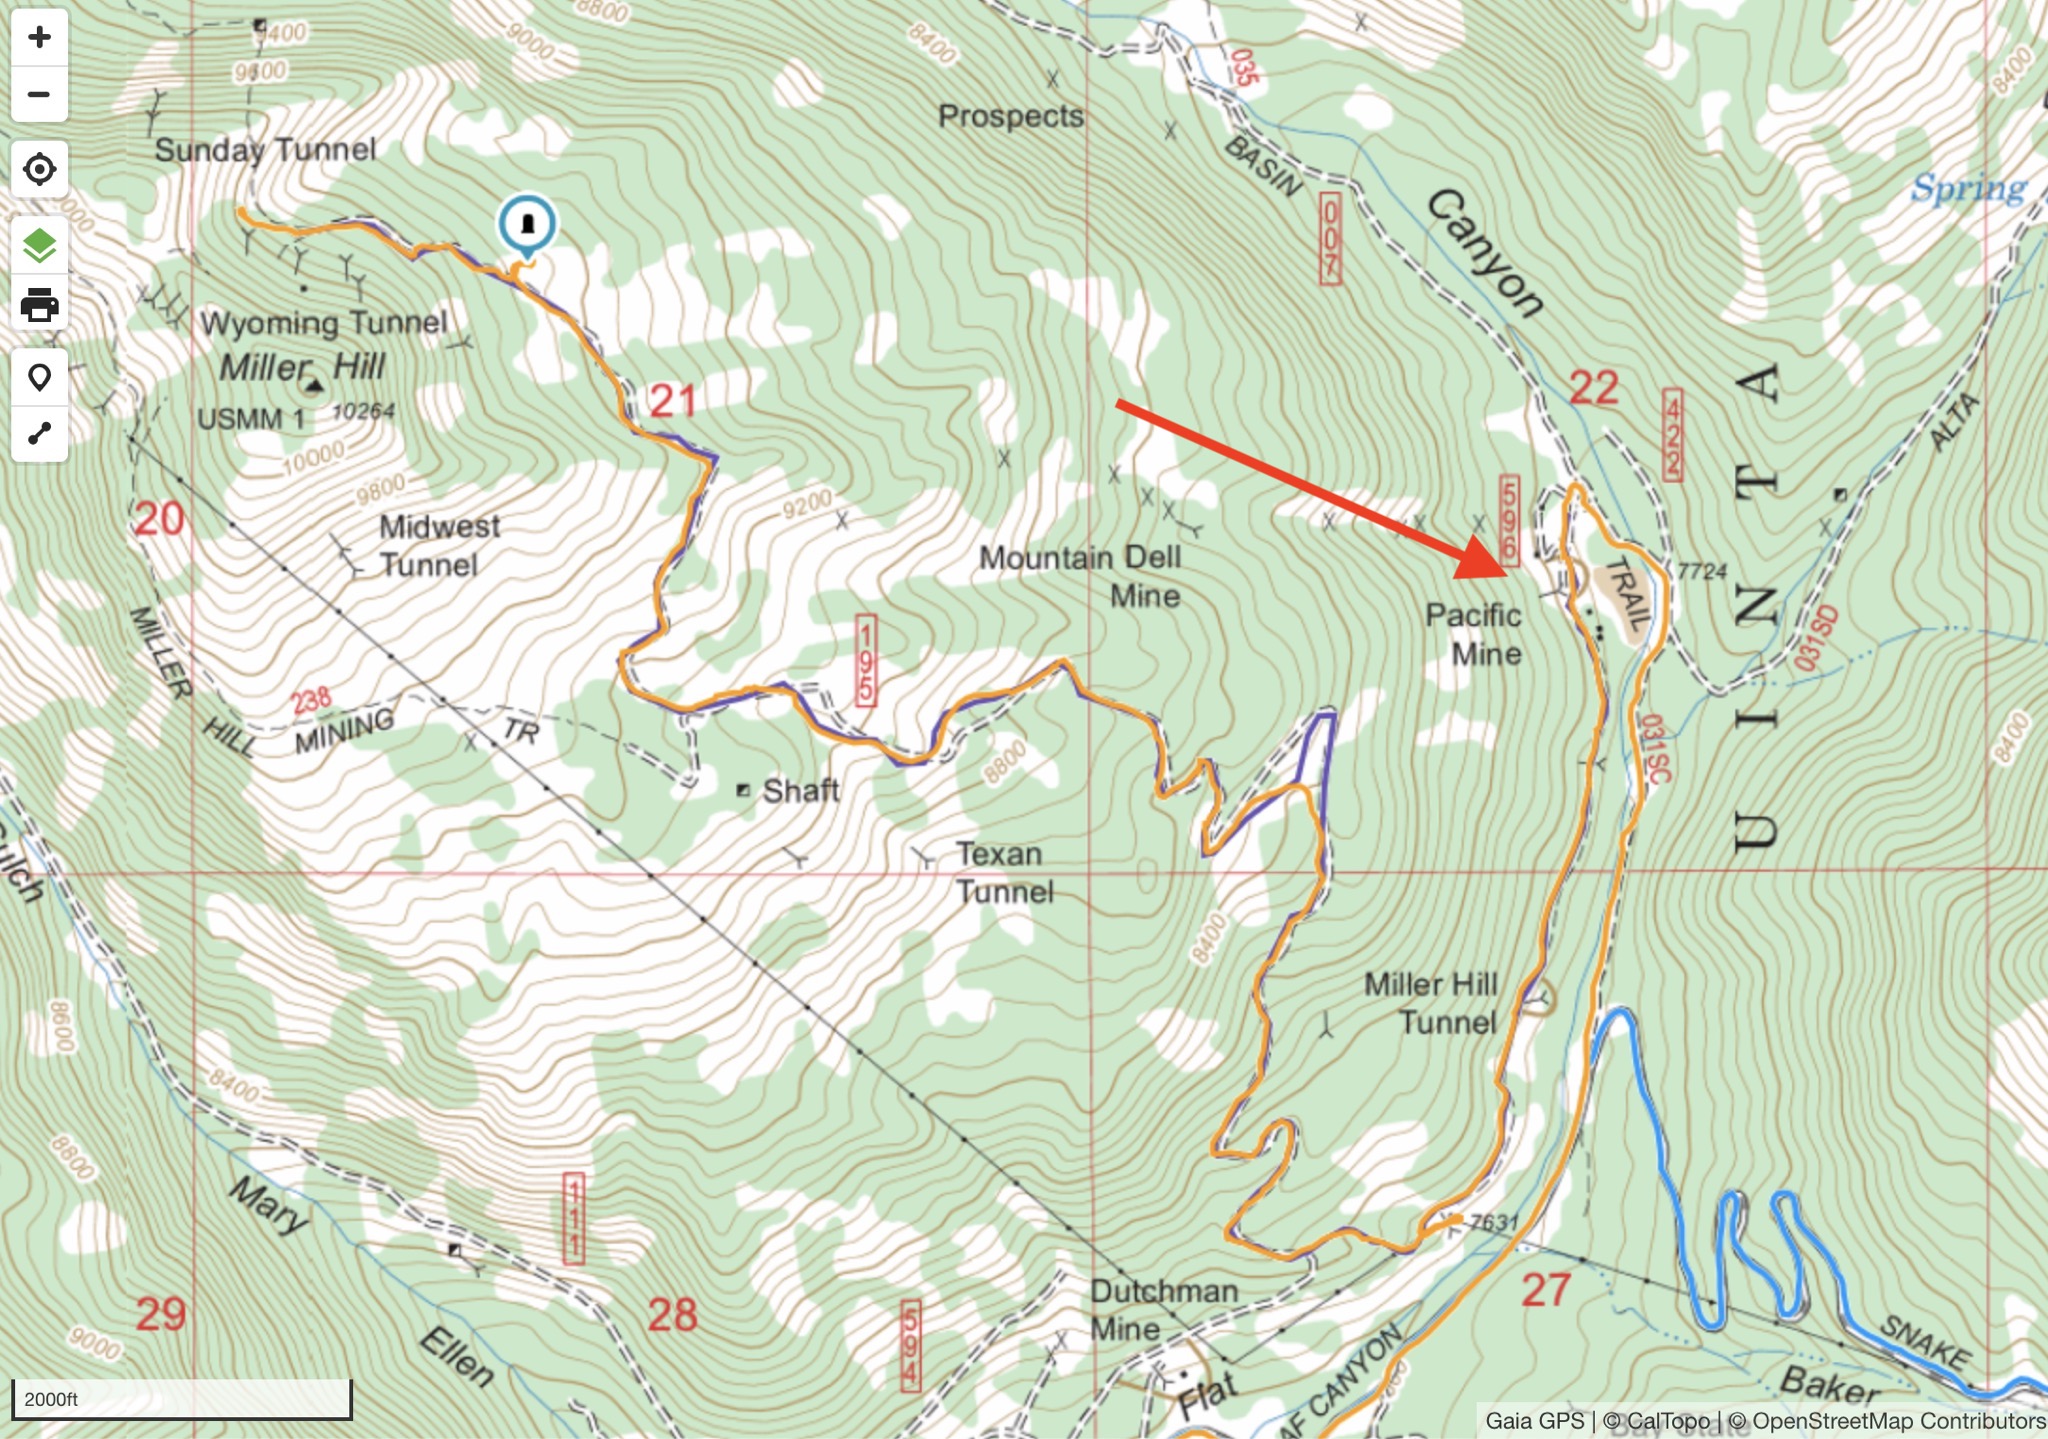 +
−
8800
9400
9000
8400
9600
035
8400
Prospects
Sunday Tunnel
BASIN
Canyon
Spring
007
Wyoming Tunnel
Miller Hill
USMM 1
10264
21
22
422
ALTA
10000
9800
9200
20
Midwest
Tunnel
596
Mountain Dell
Mine
TRAIL
7724
UINTA
Pacific
Mine
195
031SD
MILLER
HILL
MINING
TR
238
031SC
8400
8800
Shaft
Texan
Tunnel
8400
Miller Hill
Tunnel
9800
8400
8800
Mary
Ellen
111
7631
27
29
28
9000
594
Dutchman
Mine
Flat
AF CANYON
SNAKE
Baker
2000ft
Gaia GPS | © CalTopo | © OpenStreetMap Contributors